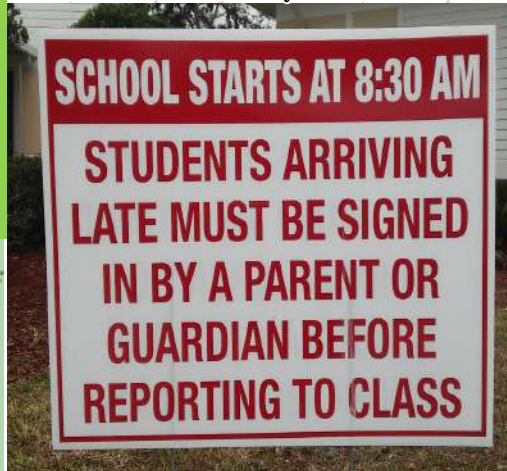 SCHOOL STARTS AT 8:30 AM
STUDENTS ARRIVING
LATE MUST BE SIGNED
IN BY A PARENT OR
GUARDIAN BEFORE
REPORTING TO CLASS